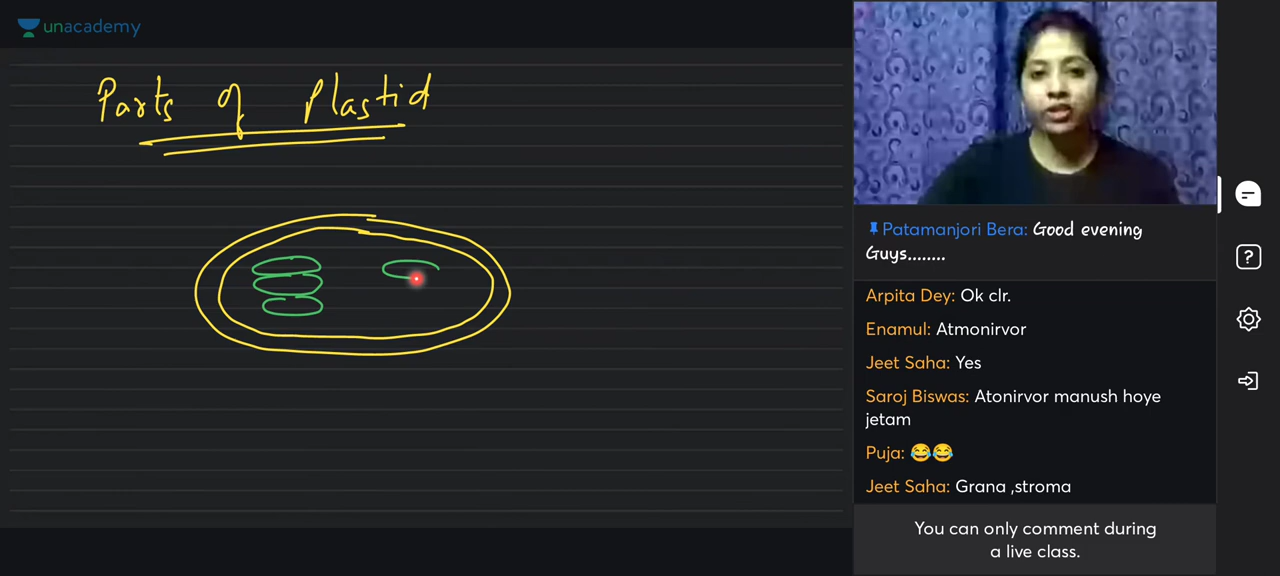 unacademy
Parts of Plastid
Patamanjori Bera: Good evening
Guys........
Arpita Dey: Ok clr.
Enamul: Atmonirvor
Jeet Saha: Yes
Saroj Biswas: Atonirvor manush hoye
jetam
Puja: 😂😂
Jeet Saha: Grana ,stroma
You can only comment during
a live class.